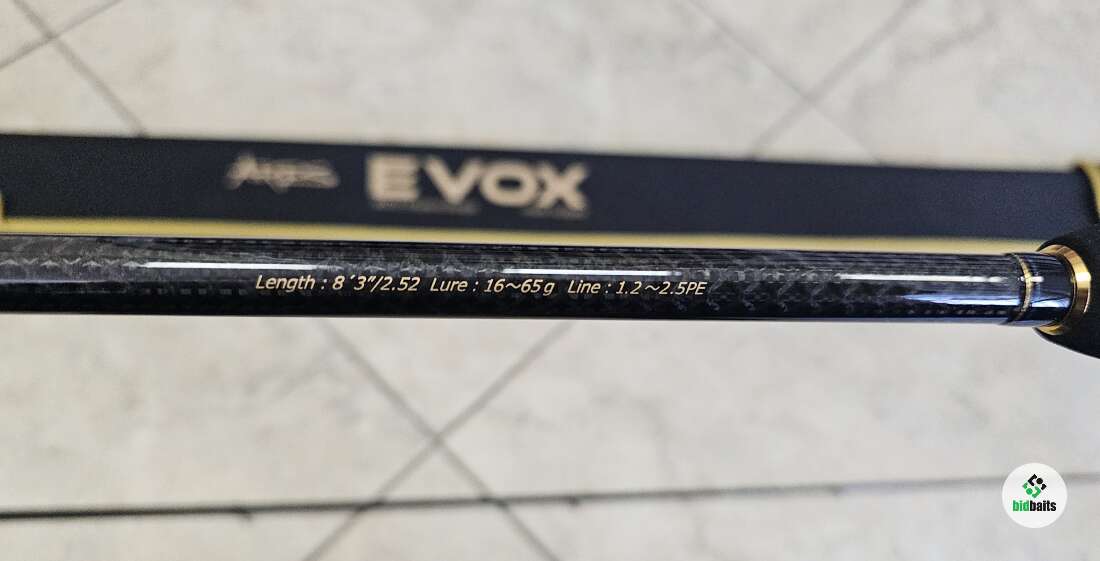 EVOX
Length : 8´3"/2.52 Lure : 16~65g Line : 1.2~2.5PE
bidbaits